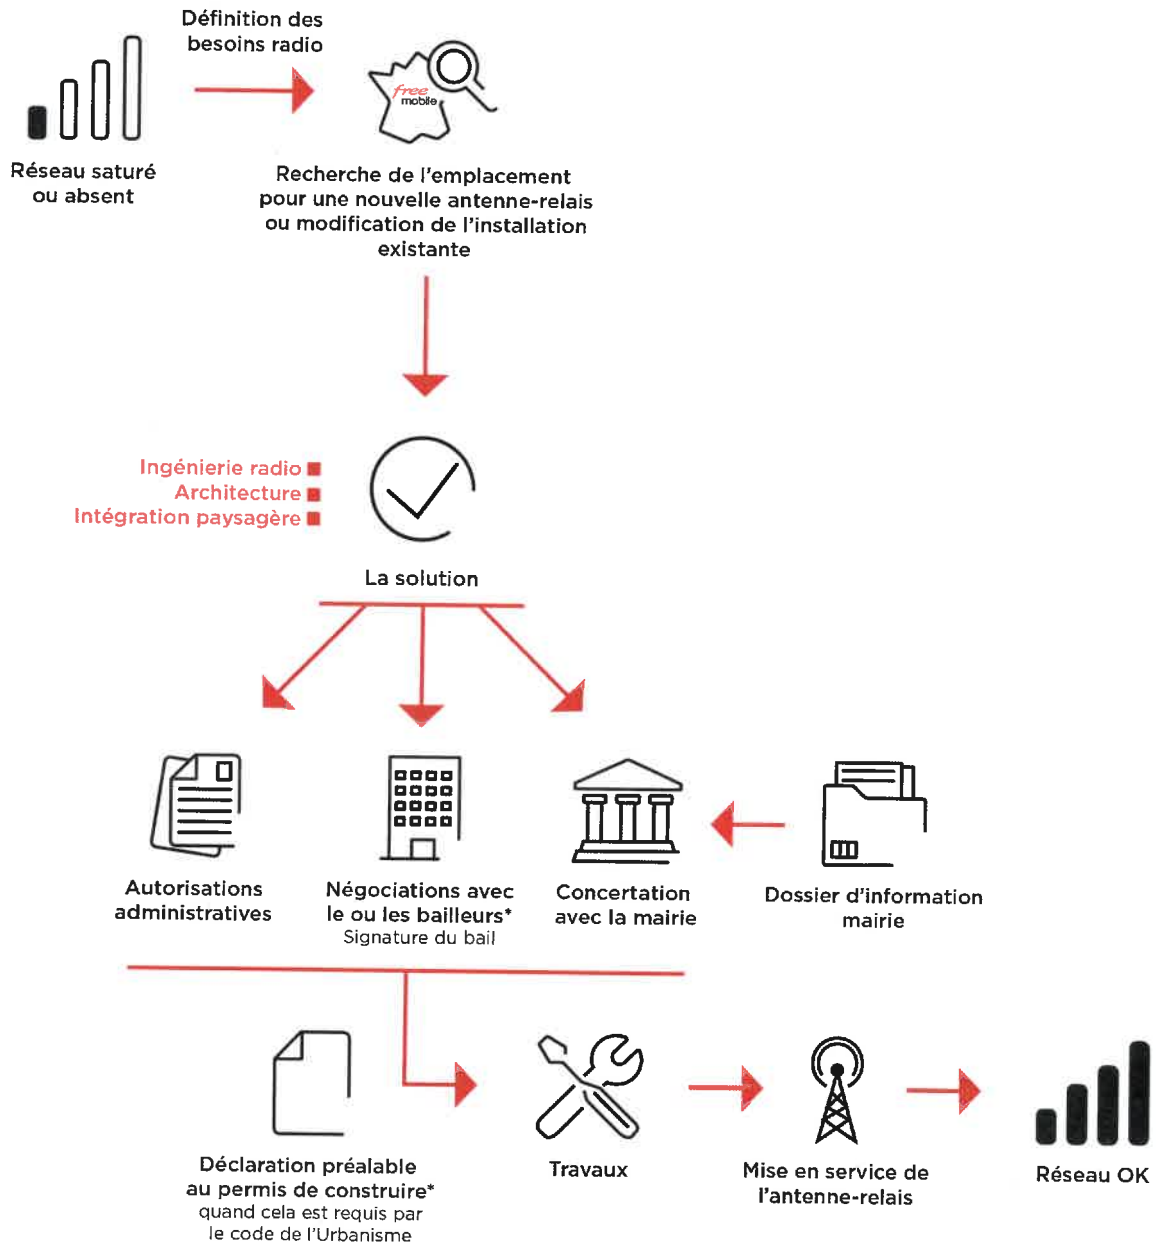 Définition des
besoins radio
free
mobile
Réseau saturé
ou absent
Recherche de l'emplacement
pour une nouvelle antenne-relais
ou modification de l'installation
existante
Ingénierie radio
Architecture
Intégration paysagère
La solution
Autorisations
administratives
Négociations avec
le ou les bailleurs*
Signature du bail
Concertation
avec la mairie
Dossier d'information
mairie
Déclaration préalable
au permis de construire*
quand cela est requis par
le code de l'Urbanisme
Travaux
Mise en service de
l'antenne-relais
Réseau OK